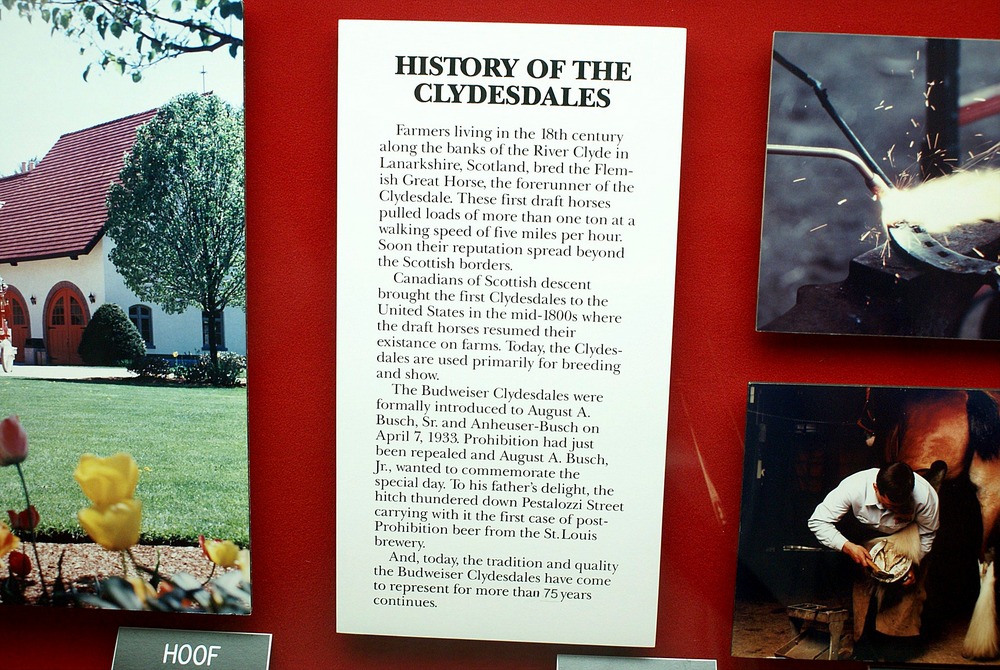 HISTORY OF THE
CLYDESDALES
Farmers living in the 18th century
along the banks of the River Clyde in
Lanarkshire, Scotland, bred the Flem-
ish Great Horse, the forerunner of the
Clydesdale. These first draft horses
pulled loads of more than one ton at a
walking speed of five miles per hour.
Soon their reputation spread beyond
the Scottish borders.
Canadians of Scottish descent
brought the first Clydesdales to the
United States in the mid-1800s where
the draft horses resumed their
existance on farms. Today, the Clydes-
dales are used primarily for breeding
and show.
The Budweiser Clydesdales were
formally introduced to August A.
Busch, Sr. and Anheuser-Busch on
April 7, 1933. Prohibition had just
been repealed and August A. Busch,
Jr., wanted to commemorate the
special day. To his father's delight, the
hitch thundered down Pestalozzi Street
carrying with it the first case of post-
Prohibition beer from the St. Louis
brewery.
And, today, the tradition and quality
the Budweiser Clydesdales have come
to represent for more than 75 years
continues.
HOOF